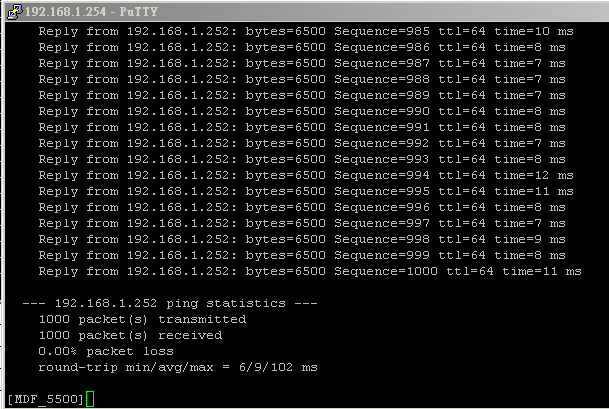 192.168.1.254 - PuTTY
Reply from 192.168.1.252: bytes=6500 Sequence=985 ttl=64 time=10 ms
Reply from 192.168.1.252: bytes=6500 Sequence=986 ttl=64 time=8 ms
Reply from 192.168.1.252: bytes=6500 Sequence=987 ttl=64 time=7 ms
Reply from 192.168.1.252: bytes=6500 Sequence=988 ttl=64 time=7 ms
Reply from 192.168.1.252: bytes=6500 Sequence=989 ttl=64 time=7 ms
Reply from 192.168.1.252: bytes=6500 Sequence=990 ttl=64 time=8 ms
Reply from 192.168.1.252: bytes=6500 Sequence=991 ttl=64 time=8 ms
Reply from 192.168.1.252: bytes=6500 Sequence=992 ttl=64 time=7 ms
Reply from 192.168.1.252: bytes=6500 Sequence=993 ttl=64 time=8 ms
Reply from 192.168.1.252: bytes=6500 Sequence=994 ttl=64 time=12 ms
Reply from 192.168.1.252: bytes=6500 Sequence=995 ttl=64 time=11 ms
Reply from 192.168.1.252: bytes=6500 Sequence=996 ttl=64 time=8 ms
Reply from 192.168.1.252: bytes=6500 Sequence=997 ttl=64 time=7 ms
Reply from 192.168.1.252: bytes=6500 Sequence=998 ttl=64 time=9 ms
Reply from 192.168.1.252: bytes=6500 Sequence=999 ttl=64 time=8 ms
Reply from 192.168.1.252: bytes=6500 Sequence=1000 ttl=64 time=11 ms
--- 192.168.1.252 ping statistics ---
1000 packet(s) transmitted
1000 packet(s) received
0.00% packet loss
round-trip min/avg/max = 6/9/102 ms
[MDF_5500]